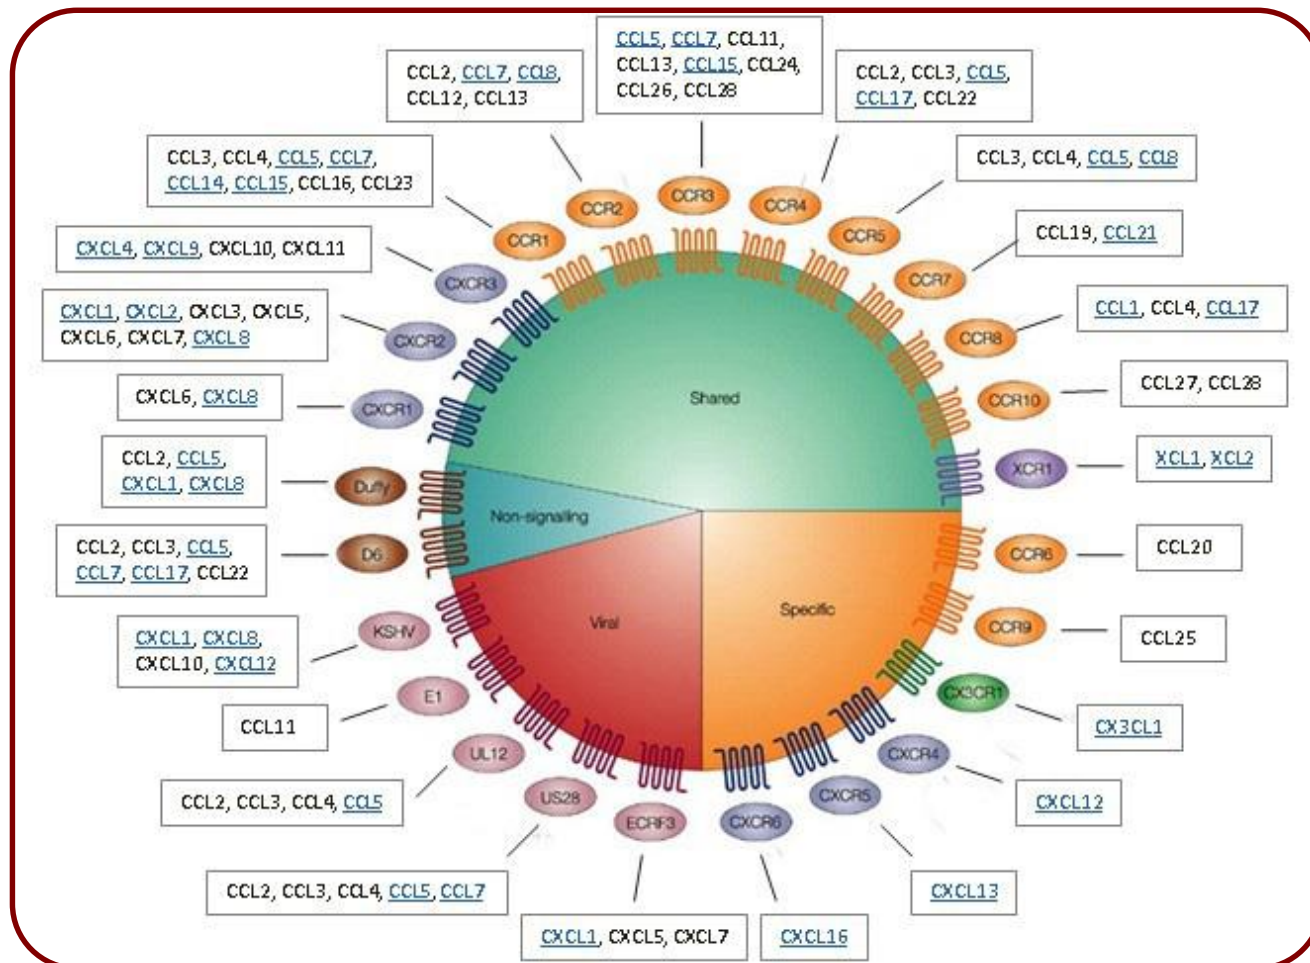 CCL5, CCL7, CCL11,
CCL13, CCL15, CCL24,
CCL26, CCL28
CCL2, CCL7, CCL8,
CCL12, CCL13
CCL2, CCL3, CCL5,
CCL17, CCL22
CCL3, CCL4, CCL5, CCL7,
CCL14, CCL15, CCL16, CCL23
CCL3, CCL4, CCL5, CCL8
CCR3
CCR2
CCR4
CCR1
CCR5
CXCL4, CXCL9, CXCL10, CXCL11
CCL19, CCL21
CXCR3
CCR7
CXCL1, CXCL2, CXCL3, CXCL5,
CXCL6, CXCL7, CXCL8
CXCR2
CCR8
CCL1, CCL4, CCL17
CXCL6, CXCL8
CXCR1
Shared
CCR10
CCL27, CCL28
CCL2, CCL5,
CXCL1, CXCL8
Duffy
XCR1
XCL1, XCL2
Non-signalling
CCL2, CCL3, CCL5,
CCL7, CCL17, CCL22
D6
CCR6
CCL20
CXCL1, CXCL8,
CXCL10, CXCL12
KSHV
Viral
Specific
CCR9
CCL25
CCL11
E1
CX3CR1
CX3CL1
UL12
CXCR4
CCL2, CCL3, CCL4, CCL5
US28
CXCR5
CXCL12
ECRF3
CXCR6
CCL2, CCL3, CCL4, CCL5, CCL7
CXCL13
CXCL1, CXCL5, CXCL7
CXCL16